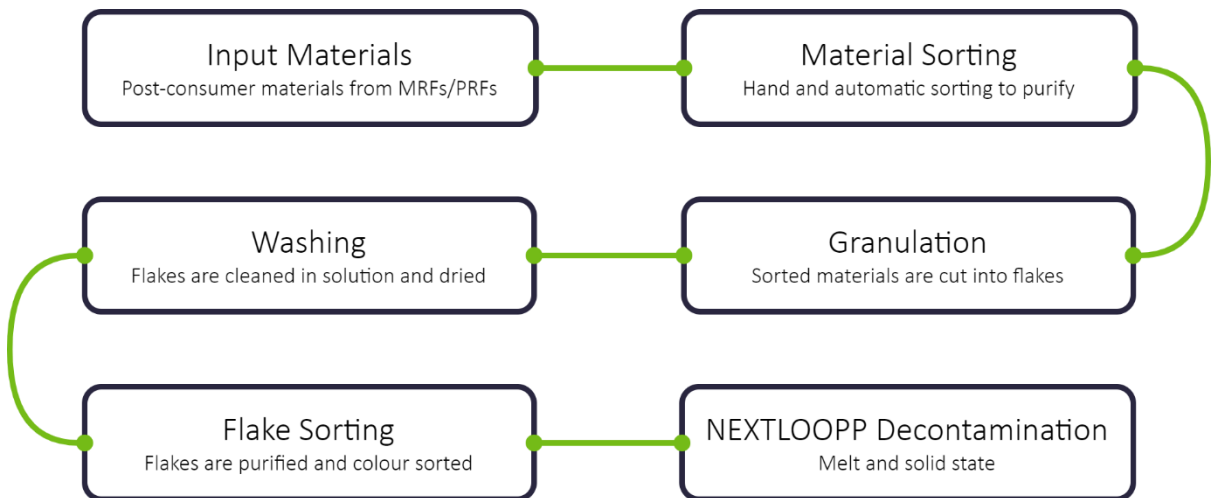 Input Materials
Post-consumer materials from MRFs/PRFs
Material Sorting
Hand and automatic sorting to purify
Granulation
Sorted materials are cut into flakes
Washing
Flakes are cleaned in solution and dried
Flake Sorting
Flakes are purified and colour sorted
NEXTLOOPP Decontamination
Melt and solid state